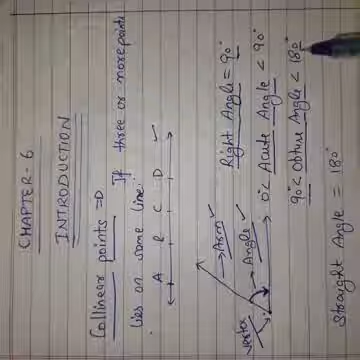 CHAPTER - 6
INTRODUCTION
Collinear points => If three or more points
lies on same line.
A B C D
Right Angle = 90°
Arm
Angle
Vertex
0° < Acute Angle < 90°
90° < Obtuse Angle < 180°
Straight Angle = 180°